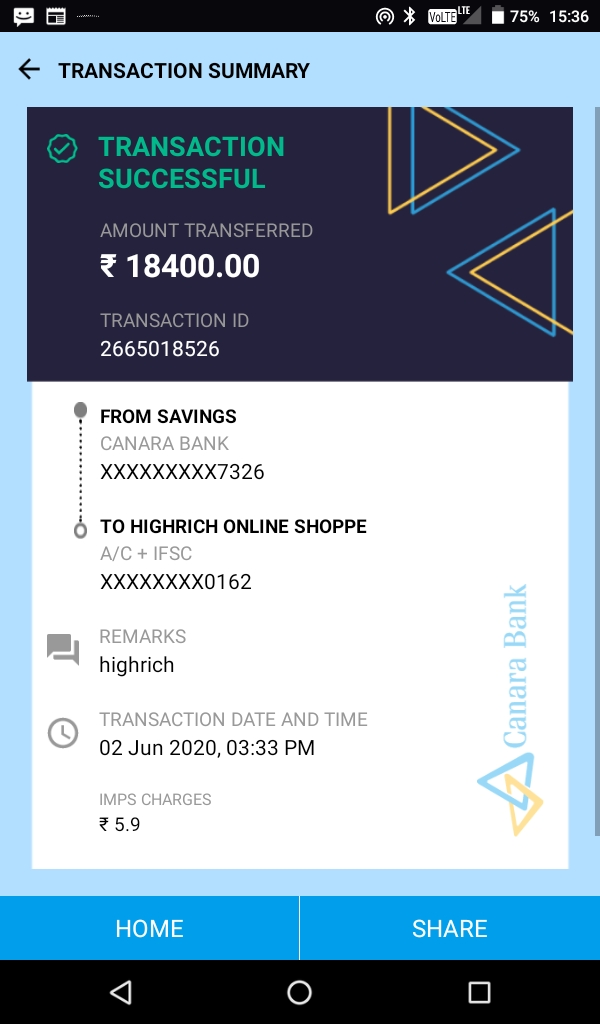 VoLTE LTE 75% 15:36
TRANSACTION SUMMARY
TRANSACTION
SUCCESSFUL
AMOUNT TRANSFERRED
₹ 18400.00
TRANSACTION ID
2665018526
FROM SAVINGS
CANARA BANK
XXXXXXXXX7326
TO HIGHRICH ONLINE SHOPPE
A/C + IFSC
XXXXXXXX0162
REMARKS
highrich
TRANSACTION DATE AND TIME
02 Jun 2020, 03:33 PM
IMPS CHARGES
₹ 5.9
Canara Bank
HOME
SHARE